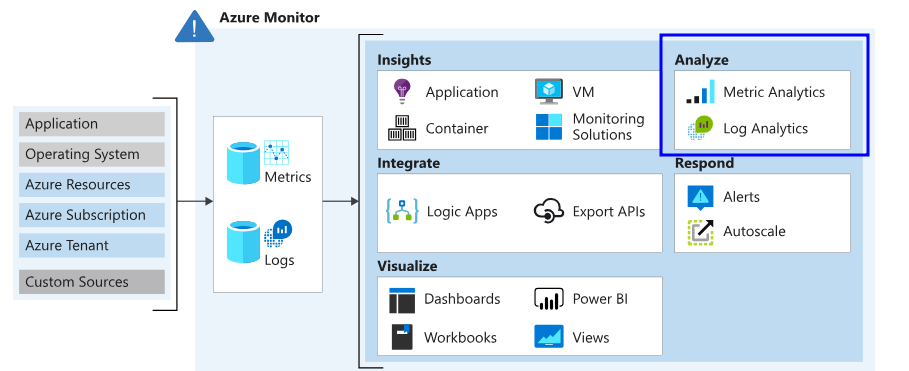 Azure Monitor
Application
Operating System
Azure Resources
Azure Subscription
Azure Tenant
Custom Sources
Metrics
Logs
Insights
Application
VM
Container
Monitoring
Solutions
Analyze
Metric Analytics
Log Analytics
Integrate
Logic Apps
Export APIs
Respond
Alerts
Autoscale
Visualize
Dashboards
Power BI
Workbooks
Views